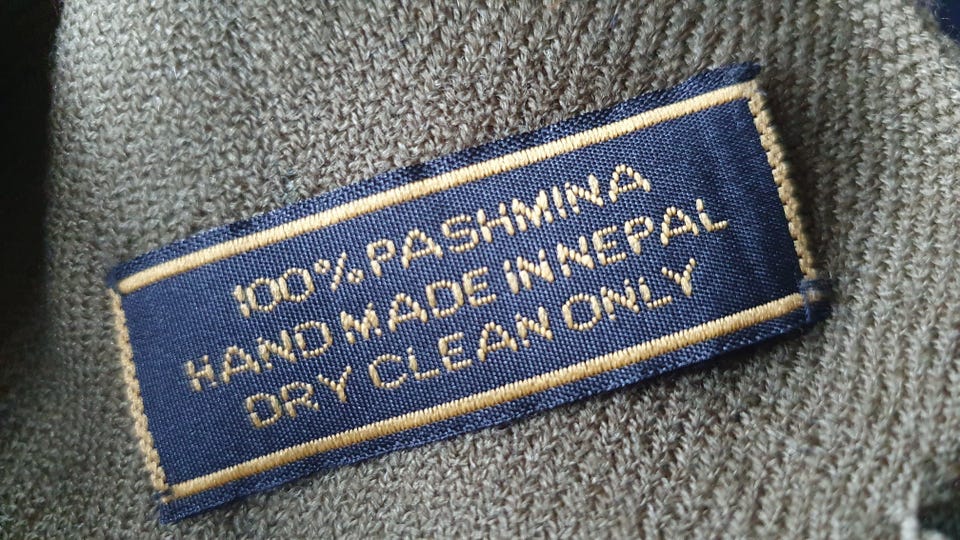 100% PASHMINA
HAND MADE IN NEPAL
DRY CLEAN ONLY